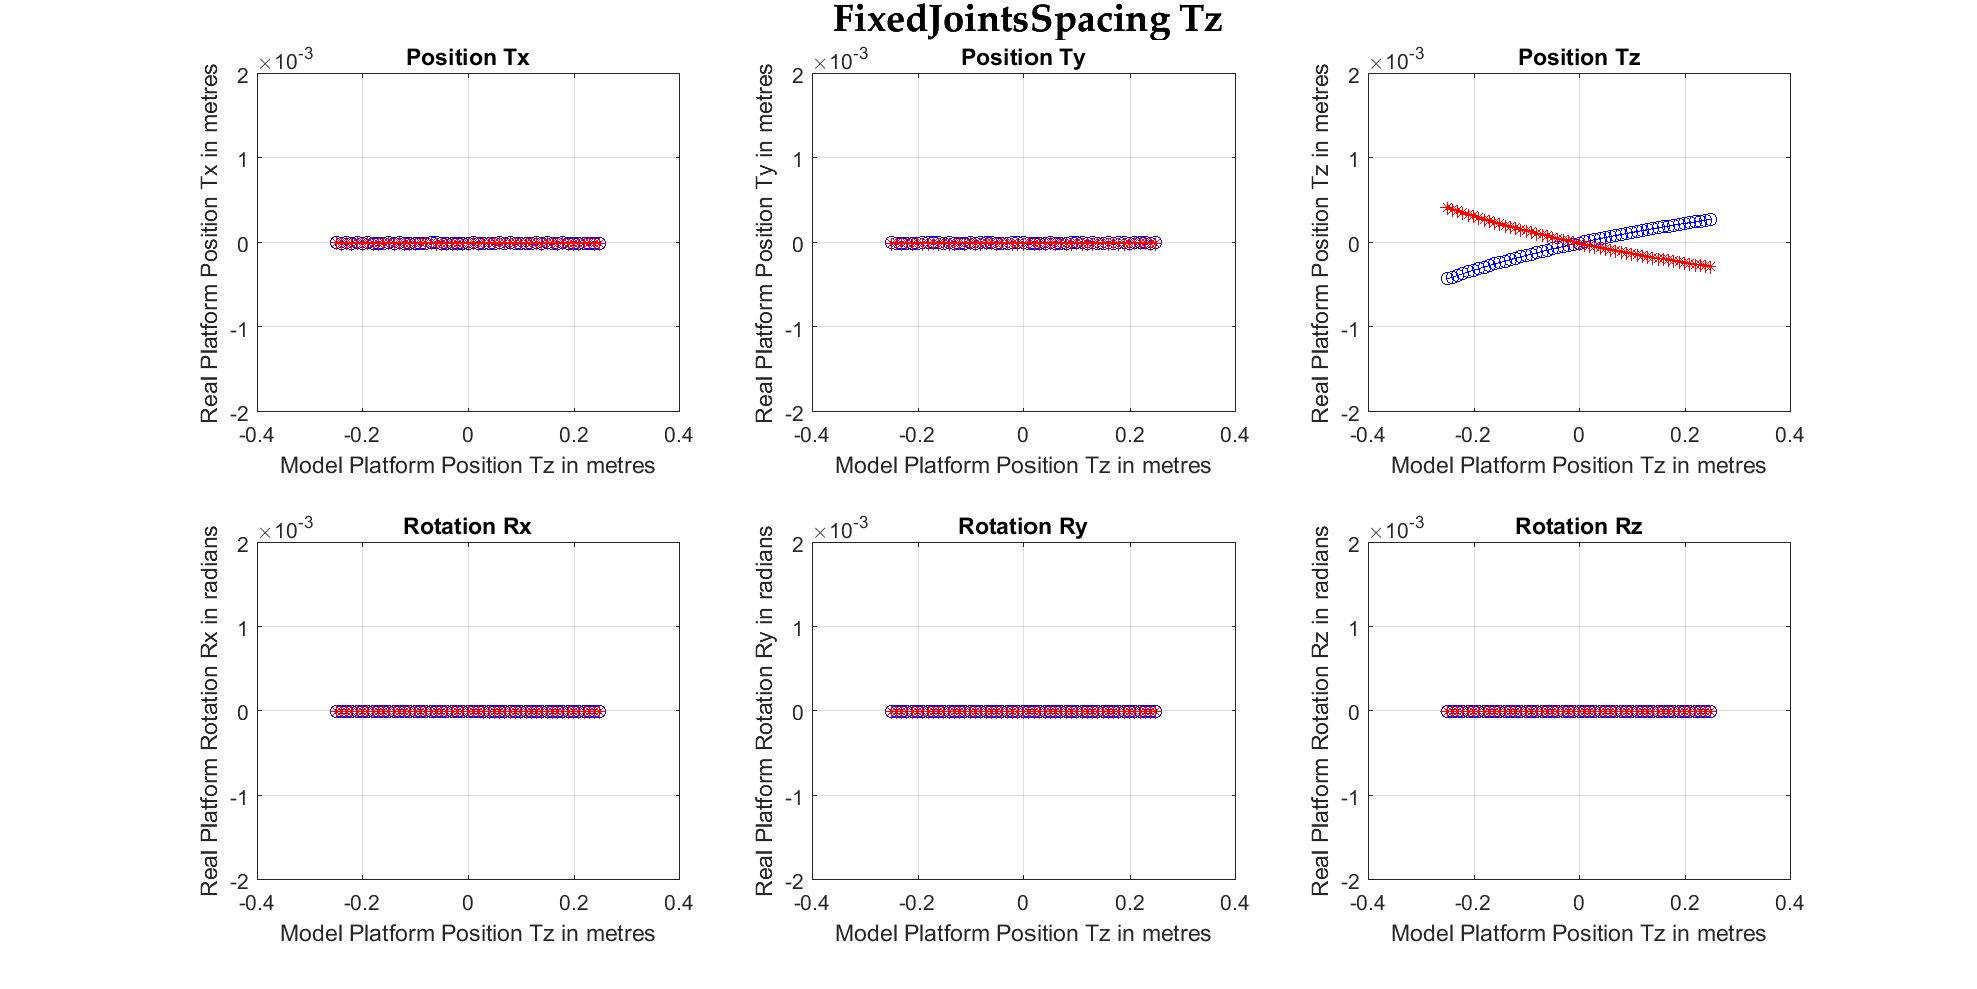 FixedJointsSpacing Tz
Position Tx
×10-3
Real Platform Position Tx in metres
2
1
0
-1
-2
-0.4 -0.2 0 0.2 0.4
Model Platform Position Tz in metres
Position Ty
×10-3
Real Platform Position Ty in metres
2
1
0
-1
-2
-0.4 -0.2 0 0.2 0.4
Model Platform Position Tz in metres
Position Tz
×10-3
Real Platform Position Tz in metres
2
1
0
-1
-2
-0.4 -0.2 0 0.2 0.4
Model Platform Position Tz in metres
Rotation Rx
×10-3
Real Platform Rotation Rx in radians
2
1
0
-1
-2
-0.4 -0.2 0 0.2 0.4
Model Platform Position Tz in metres
Rotation Ry
×10-3
Real Platform Rotation Ry in radians
2
1
0
-1
-2
-0.4 -0.2 0 0.2 0.4
Model Platform Position Tz in metres
Rotation Rz
×10-3
Real Platform Rotation Rz in radians
2
1
0
-1
-2
-0.4 -0.2 0 0.2 0.4
Model Platform Position Tz in metres